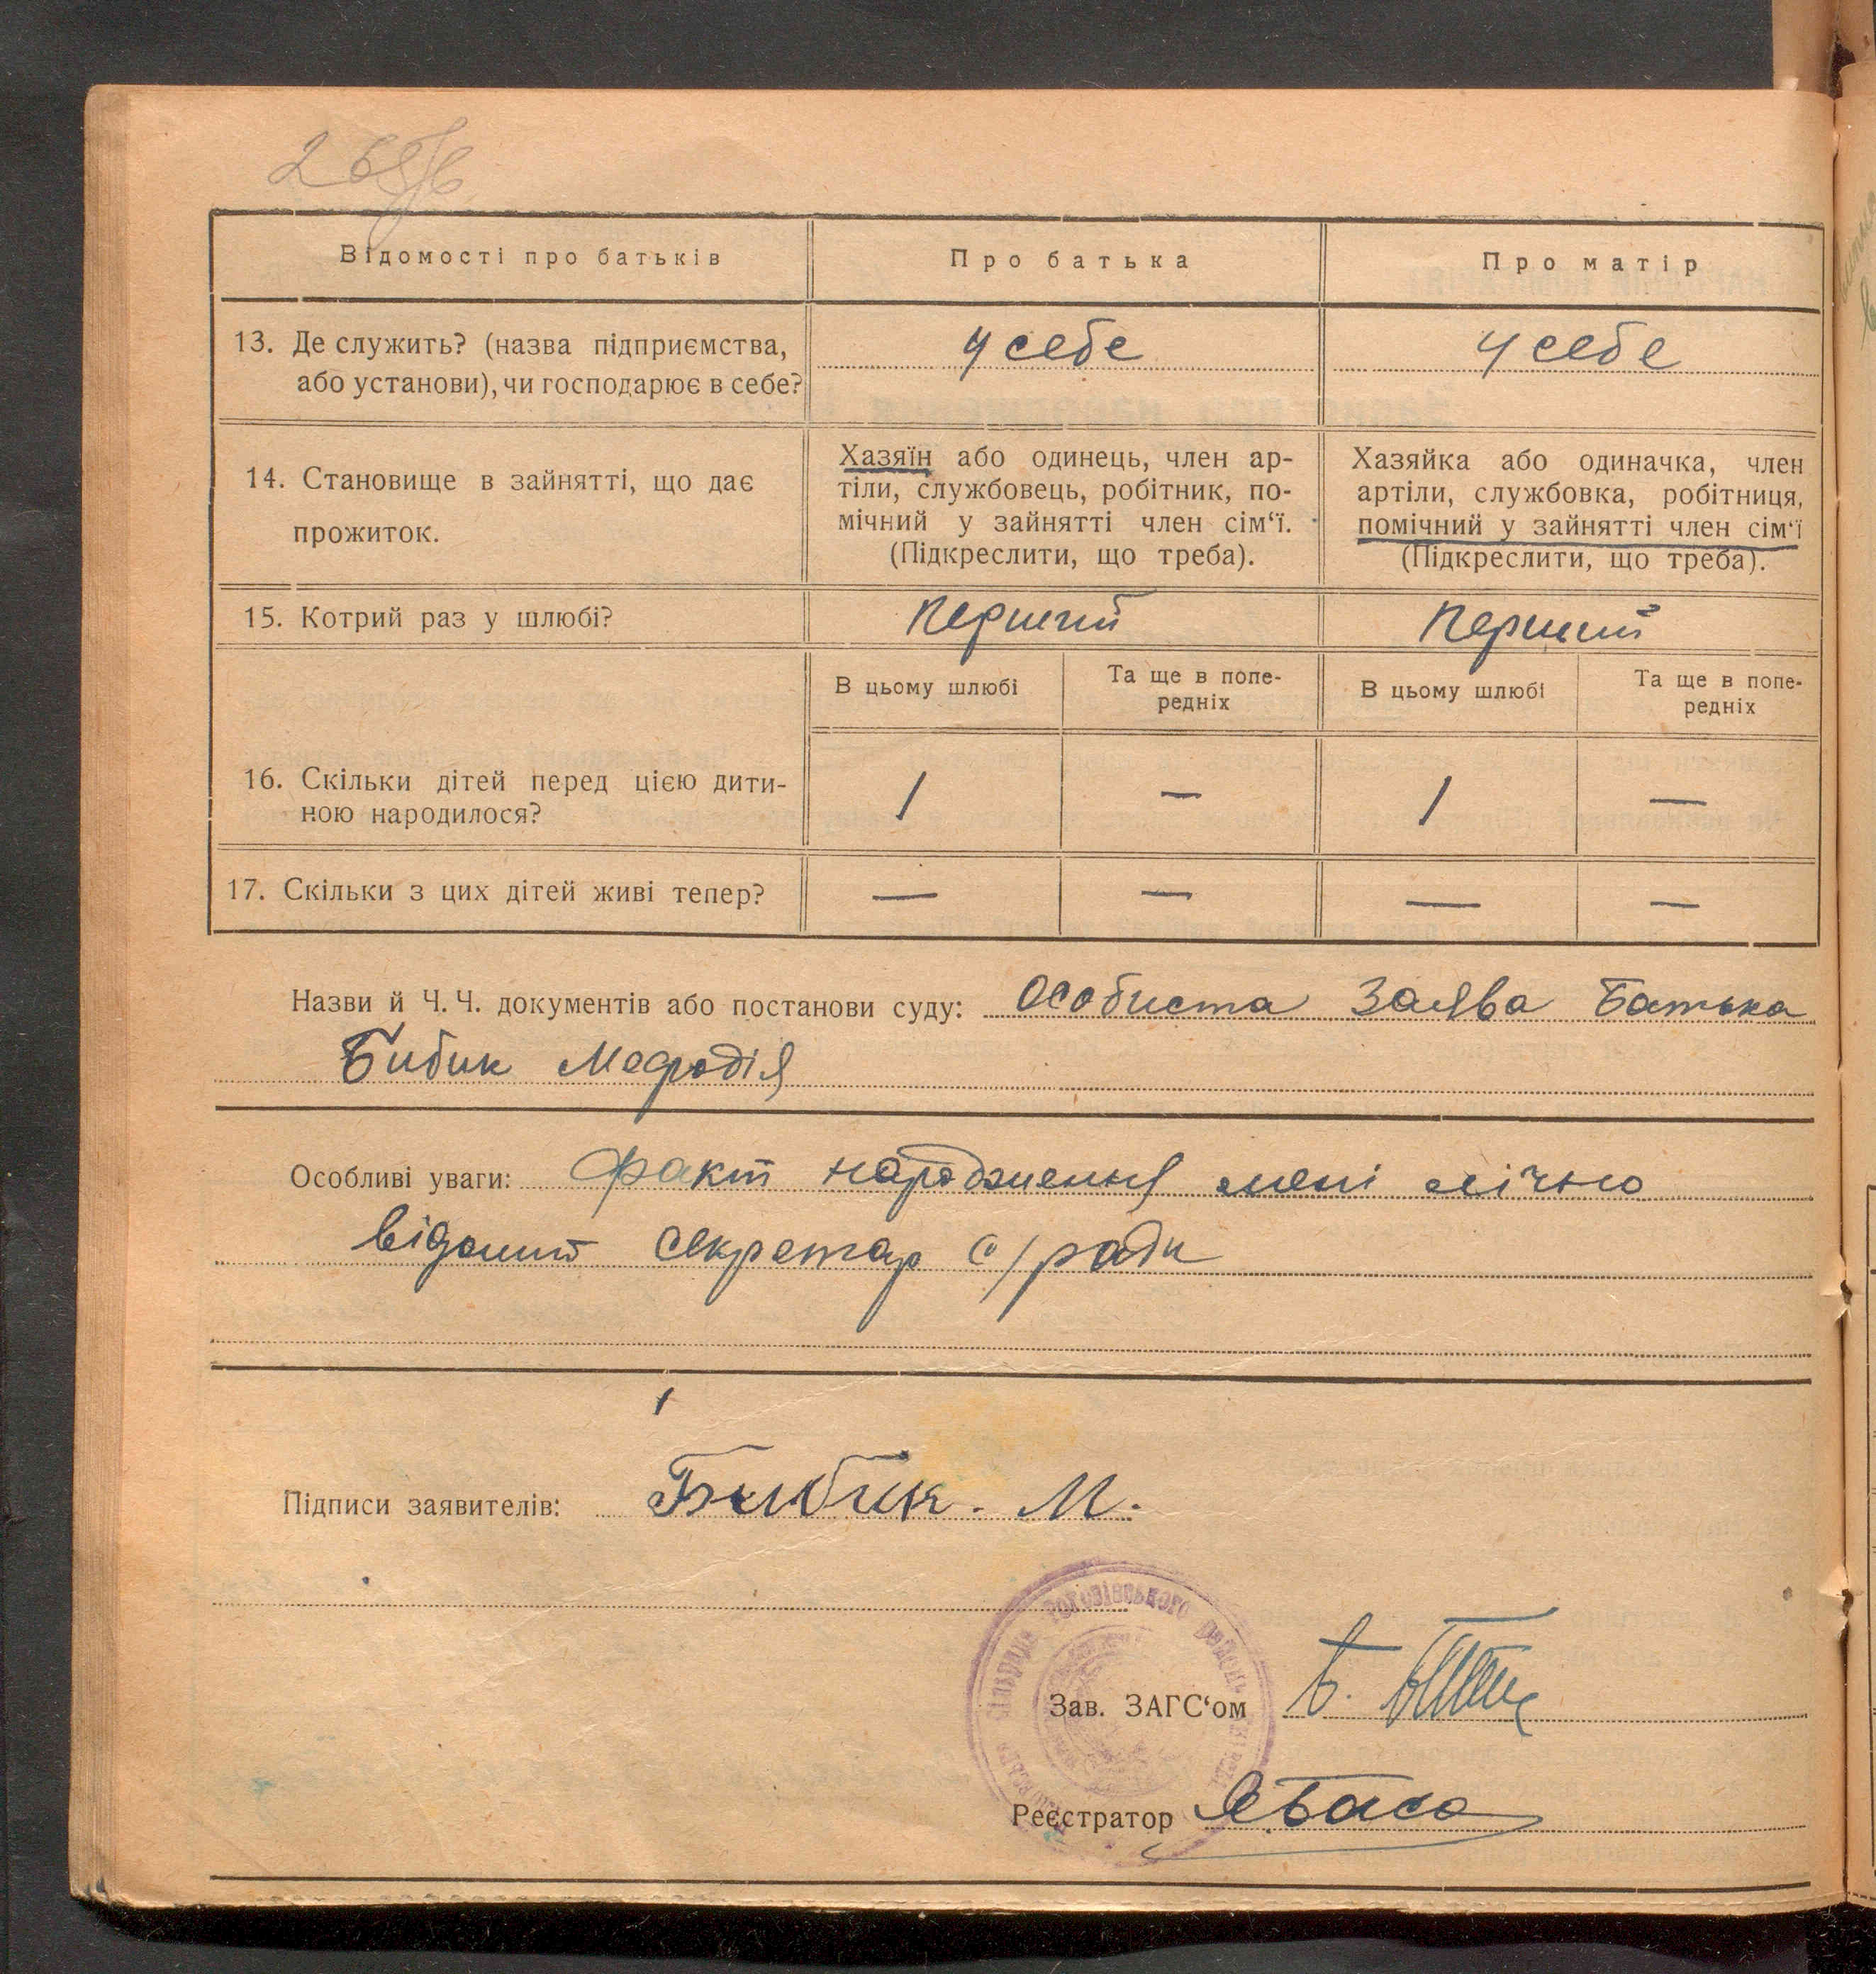 Відомості про батьків
Про батька
Про матір
13. Де служить? (назва підприємства,
або установи), чи господарює в себе?
у себе
у себе
14. Становище в зайнятті, що дає
прожиток.
Хазяїн або одинець, член ар-
тіли, службовець, робітник, по-
мічний у зайнятті член сім‘ї.
(Підкреслити, що треба).
Хазяйка або одиначка, член
артіли, службовка, робітниця,
помічний у зайнятті член сім‘ї
(Підкреслити, що треба).
15. Котрий раз у шлюбі?
перший
перший
В цьому шлюбі
Та ще в попе-
редніх
В цьому шлюбі
Та ще в попе-
редніх
16. Скільки дітей перед цією дити-
ною народилося?
1
—
1
—
17. Скільки з цих дітей живі тепер?
—
—
—
—
Назви й Ч. Ч. документів або постанови суду: Особиста Заява Батька
Бибик Мефодія
Особливі уваги: Факт народження мені лічно
відомий секретар с/ради
Підписи заявителів: Бибик. М.
Зав. ЗАГС‘ом
Реєстратор